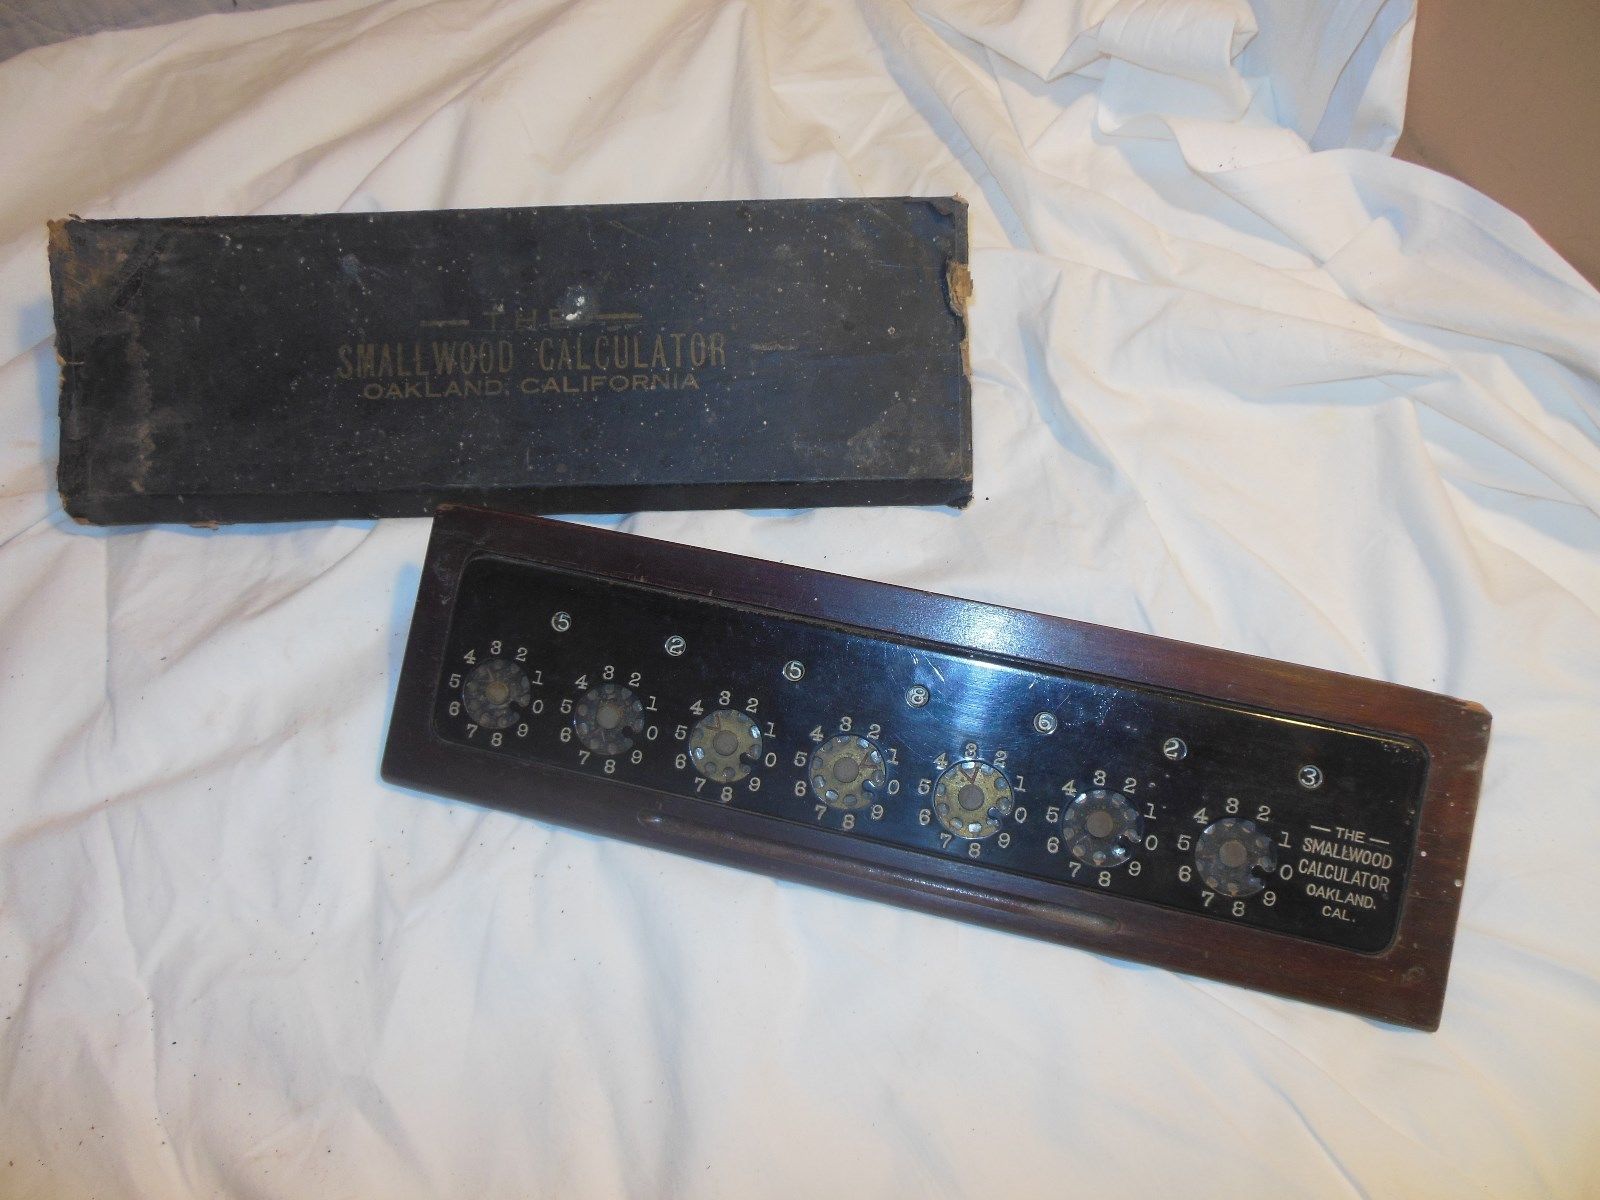 — THE —
SMALLWOOD CALCULATOR
OAKLAND, CALIFORNIA
5 2 5 8 5 2 3
4 3 2 1 0 9 8 7 6 5
4 3 2 1 0 9 8 7 6 5
4 3 2 1 0 9 8 7 6 5
4 3 2 1 0 9 8 7 6 5
4 3 2 1 0 9 8 7 6 5
4 3 2 1 0 9 8 7 6 5
4 3 2 1 0 9 8 7 6 5
— THE —
SMALLWOOD
CALCULATOR
OAKLAND,
CAL.